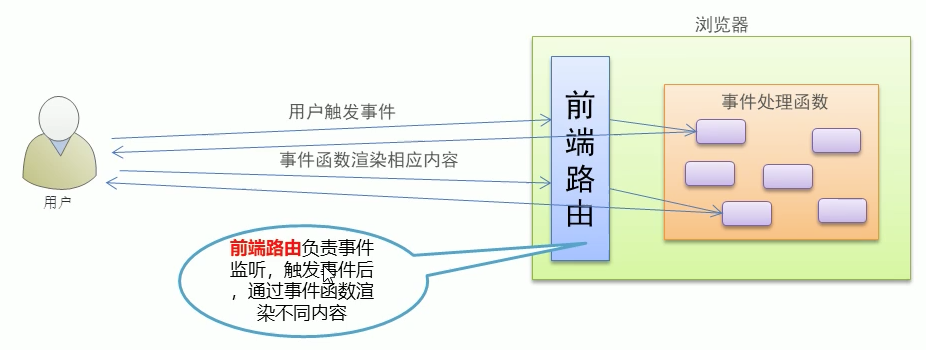 浏览器
前端路由
事件处理函数
用户触发事件
事件函数渲染相应内容
用户
前端路由负责事件
监听，触发事件后
，通过事件函数渲
染不同内容